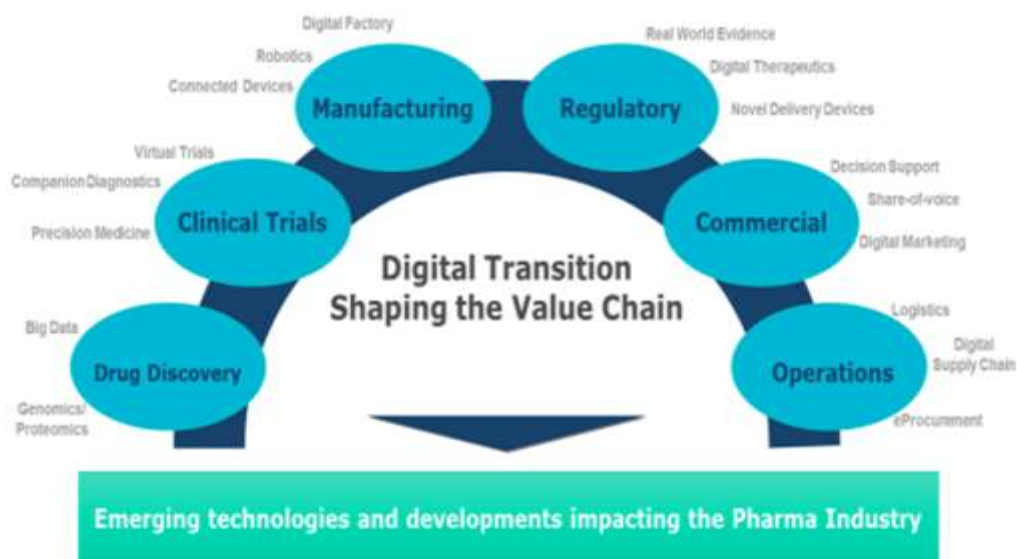 Digital Factory
Robotics
Connected Devices
Manufacturing
Real World Evidence
Digital Therapeutics
Novel Delivery Devices
Regulatory
Virtual Trials
Companion Diagnostics
Precision Medicine
Clinical Trials
Decision Support
Share-of-voice
Digital Marketing
Commercial
Digital Transition
Shaping the Value Chain
Big Data
Genomics/
Proteomics
Drug Discovery
Logistics
Digital
Supply Chain
eProcurement
Operations
Emerging technologies and developments impacting the Pharma Industry